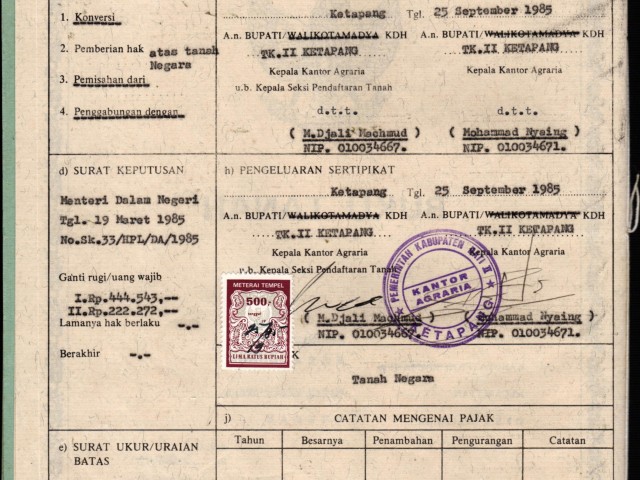 1. Konversi
2. Pemberian hak atas tanah
Negara
3. Pemisahan dari
4. Penggabungan dengan
Ketapang Tgl. 25 September 1985
A.n. BUPATI/WALIKOTAMADYA KDH A.n. BUPATI/WALIKOTAMADYA KDH
TK.II KETAPANG TK.II KETAPANG
Kepala Kantor Agraria Kepala Kantor Agraria
u.b. Kepala Seksi Pendaftaran Tanah
d.t.t. d.t.t.
( M.Djali Machmud ) ( Mohammad Nyaing )
NIP. 010034667. NIP. 010034671.
d) SURAT KEPUTUSAN
Menteri Dalam Negeri
Tgl. 19 Maret 1985
No.Sk.33/HPL/DA/1985
Ganti rugi/uang wajib
I.Rp.444.543,--
II.Rp.222.272,--
Lamanya hak berlaku -.-
Berakhir -.-
h) PENGELUARAN SERTIPIKAT
Ketapang Tgl. 25 September 1985
A.n. BUPATI/WALIKOTAMADYA KDH A.n. BUPATI/WALIKOTAMADYA KDH
TK.II KETAPANG TK.II KETAPANG
Kepala Kantor Agraria Kepala Kantor Agraria
u.b. Kepala Seksi Pendaftaran Tanah
METERAI TEMPEL
500,-
LIMA RATUS RUPIAH
PEMERINTAH KABUPATEN DATI II
KANTOR
AGRARIA
KETAPANG
( M.Djali Machmud ) ( Mohammad Nyaing )
NIP. 010034667. NIP. 010034671.
Tanah Negara
j) CATATAN MENGENAI PAJAK
Tahun Besarnya Penambahan Pengurangan Catatan
e) SURAT UKUR/URAIAN
BATAS